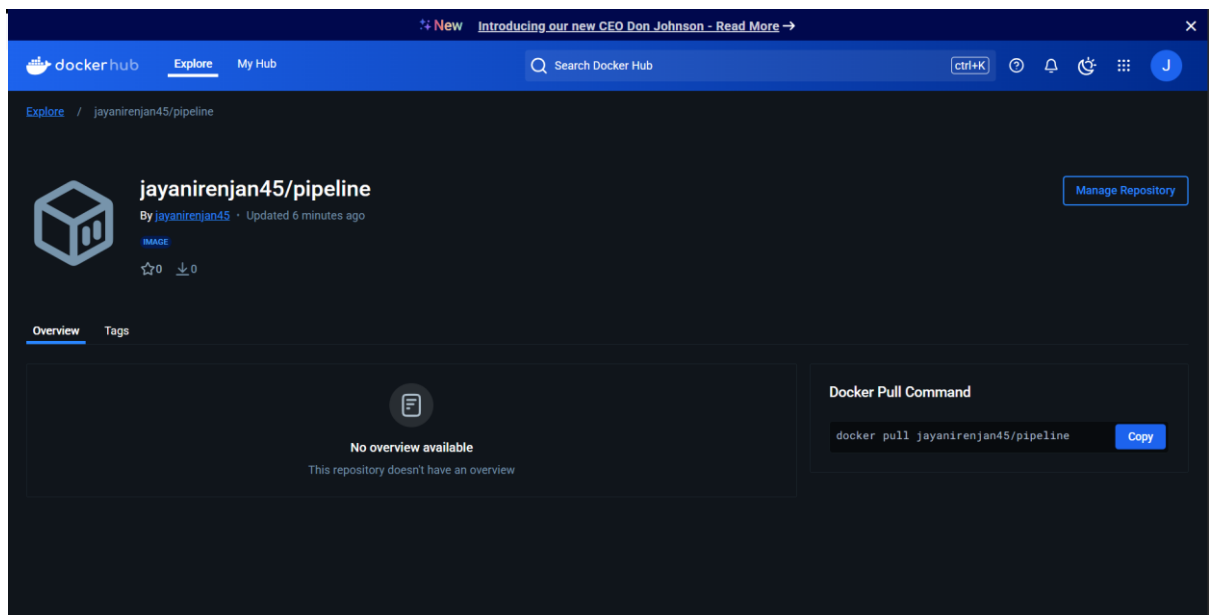 New Introducing our new CEO Don Johnson - Read More →
dockerhub Explore My Hub Search Docker Hub ctrl+K J
Explore / jayanirenjan45/pipeline
jayanirenjan45/pipeline
Manage Repository
By jayanirenjan45 · Updated 6 minutes ago
IMAGE
0 0
Overview Tags
Docker Pull Command
docker pull jayanirenjan45/pipeline Copy
No overview available
This repository doesn't have an overview